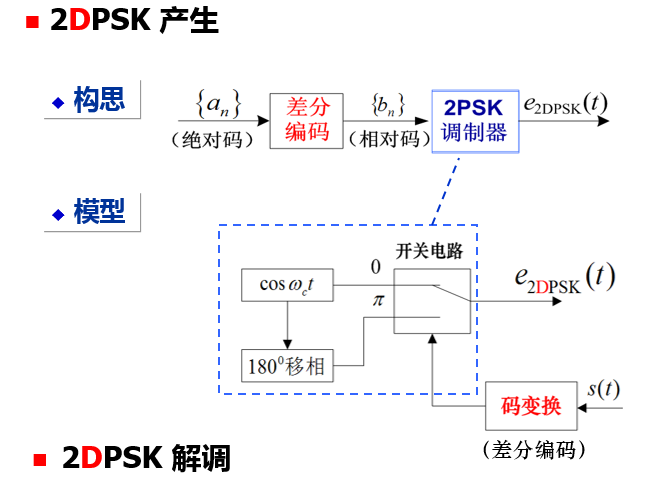 2DPSK 产生
构思
{aₙ}
(绝对码)
差分
编码
{bₙ}
(相对码)
2PSK
调制器
e₂DPSK(t)
模型
开关电路
cos ω_c t
0
π
180⁰移相
e₂DPSK(t)
码变换
s(t)
(差分编码)
2DPSK 解调